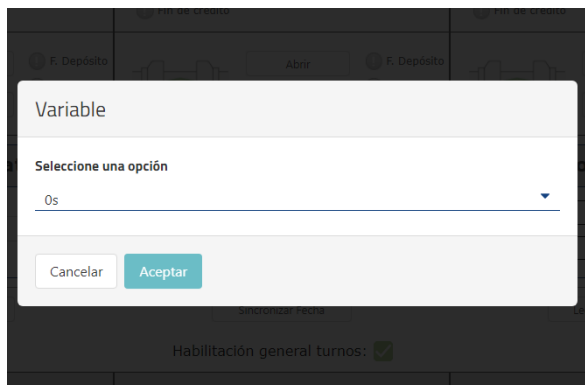 Fin de crédito
Fin de crédito
F. Depósito
Abrir
F. Depósito
Variable
Seleccione una opción
0s
Cancelar
Aceptar
Sincronizar Fecha
Le
Habilitación general turnos: